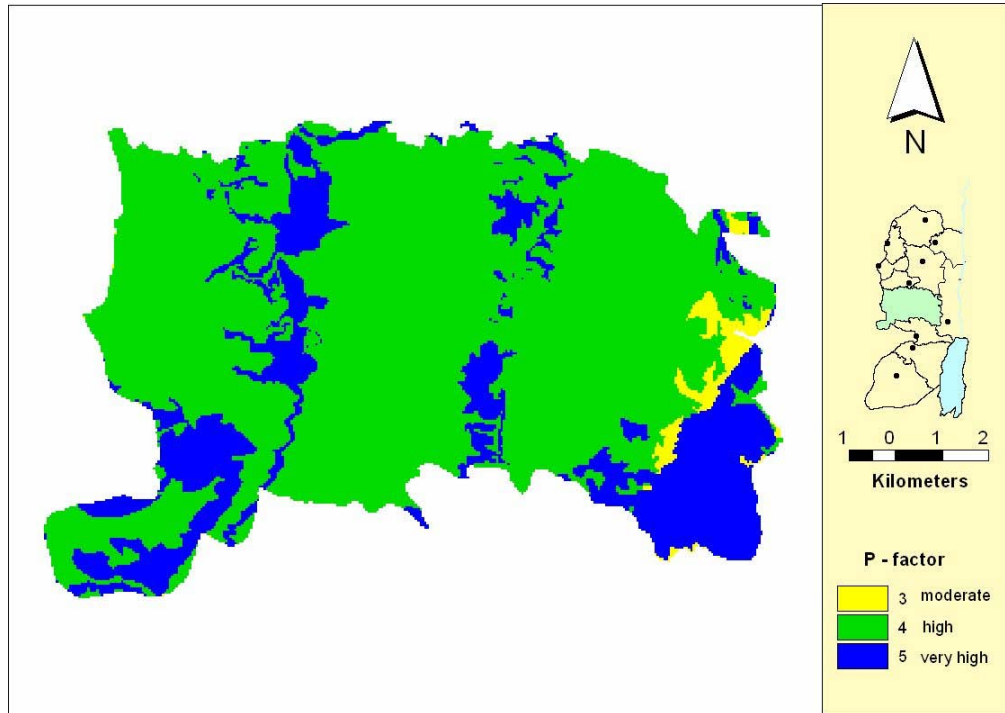 N
1 0 1 2
Kilometers
P - factor
3 moderate
4 high
5 very high